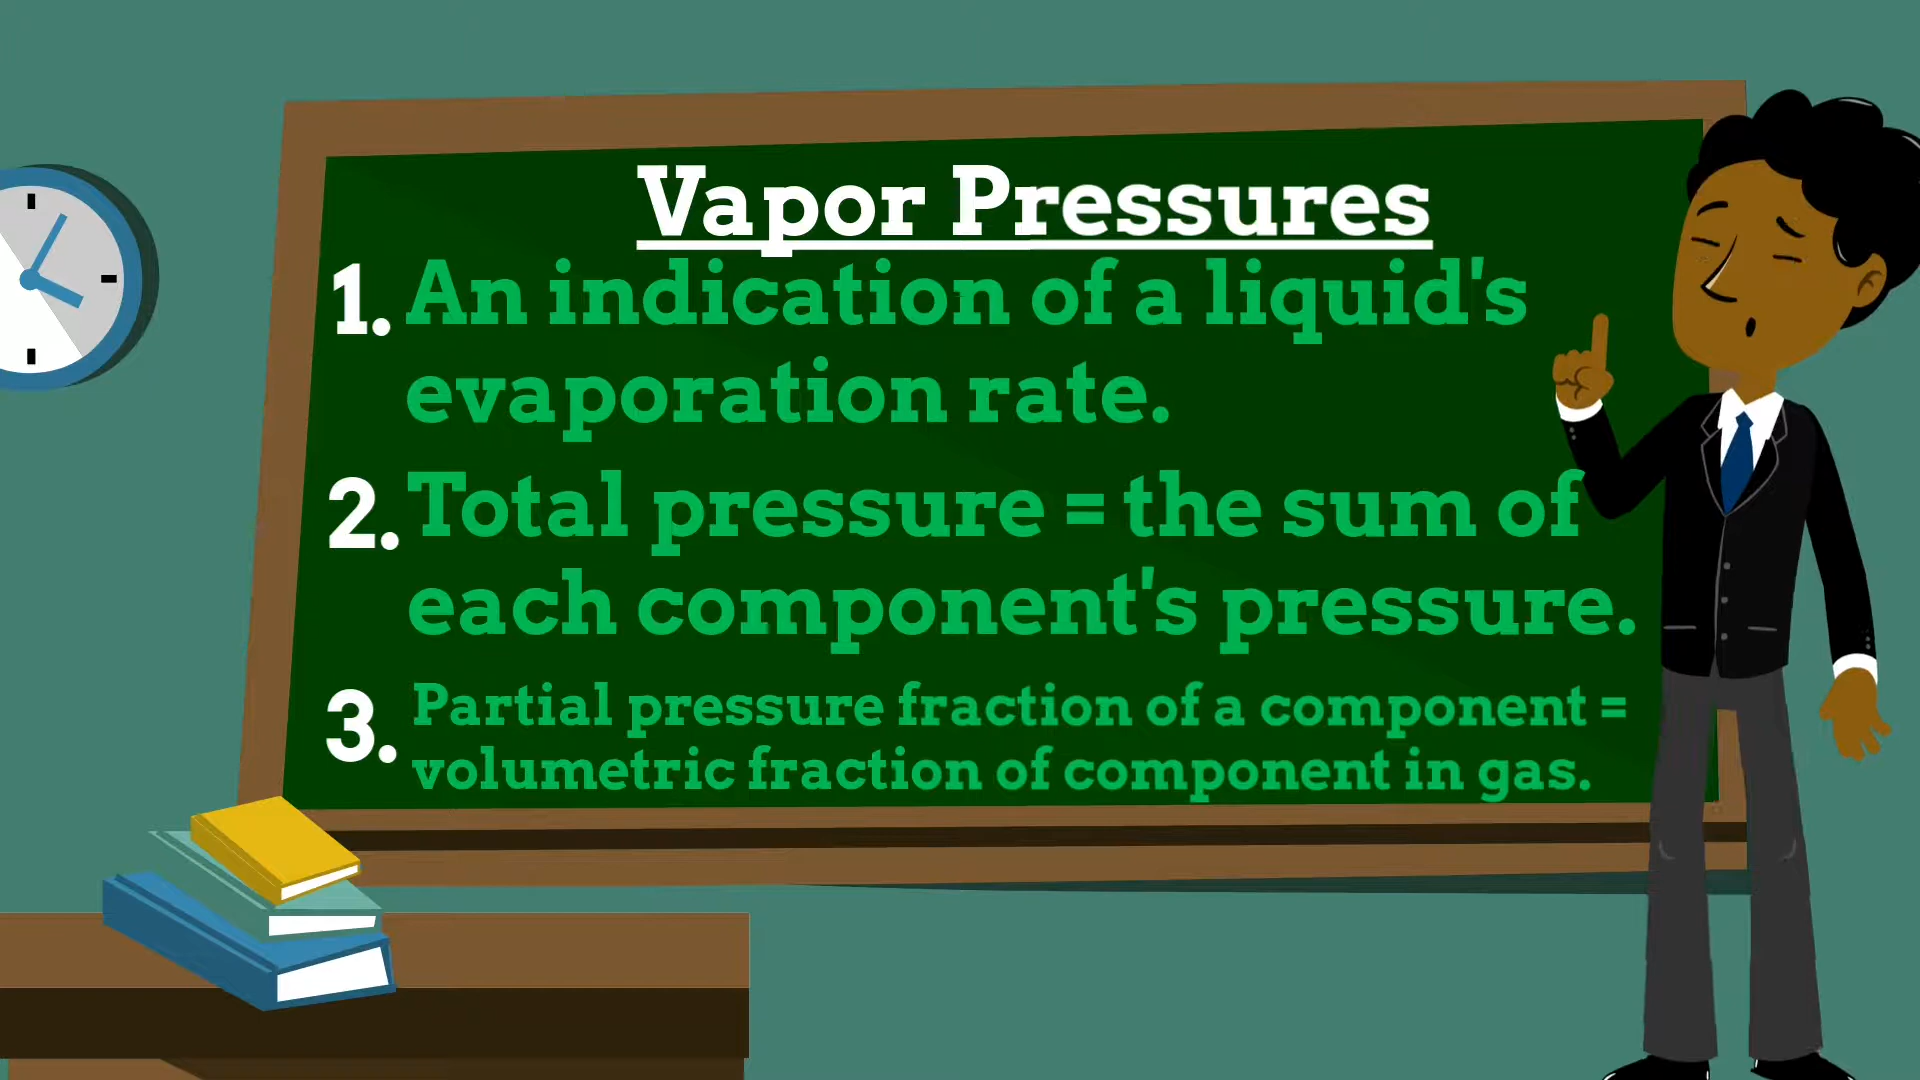 Vapor Pressures
1. An indication of a liquid's
evaporation rate.
2. Total pressure = the sum of
each component's pressure.
3. Partial pressure fraction of a component =
volumetric fraction of component in gas.